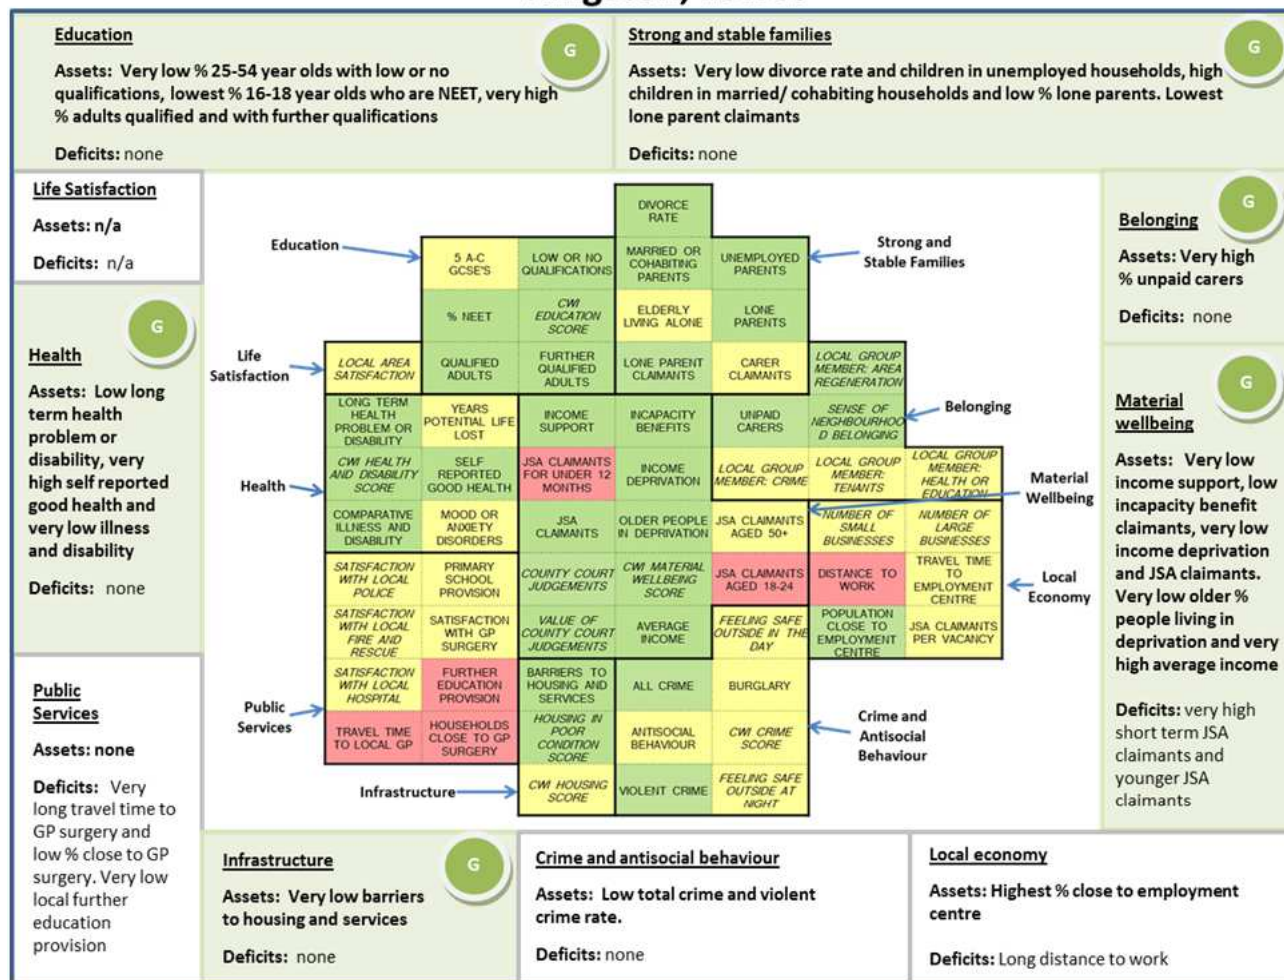 Education
Assets: Very low % 25-54 year olds with low or no
qualifications, lowest % 16-18 year olds who are NEET, very high
% adults qualified and with further qualifications
Deficits: none
G
Strong and stable families
Assets: Very low divorce rate and children in unemployed households, high
children in married/ cohabiting households and low % lone parents. Lowest
lone parent claimants
Deficits: none
G
Life Satisfaction
Assets: n/a
Deficits: n/a
G
Health
Assets: Low long
term health
problem or
disability, very
high self reported
good health and
very low illness
and disability
Deficits: none
Public
Services
Assets: none
Deficits: Very
long travel time to
GP surgery and
low % close to GP
surgery. Very low
local further
education
provision
Education
Life
Satisfaction
Health
Public
Services
Infrastructure
DIVORCE
RATE
5 A-C
GCSE'S
LOW OR NO
QUALIFICATIONS
MARRIED OR
COHABITING
PARENTS
UNEMPLOYED
PARENTS
% NEET
CWI
EDUCATION
SCORE
ELDERLY
LIVING ALONE
LONE
PARENTS
LOCAL AREA
SATISFACTION
QUALIFIED
ADULTS
FURTHER
QUALIFIED
ADULTS
LONE PARENT
CLAIMANTS
CARER
CLAIMANTS
LOCAL GROUP
MEMBER: AREA
REGENERATION
LONG TERM
HEALTH
PROBLEM OR
DISABILITY
YEARS
POTENTIAL LIFE
LOST
INCOME
SUPPORT
INCAPACITY
BENEFITS
UNPAID
CARERS
SENSE OF
NEIGHBOURHOO
D BELONGING
CWI HEALTH
AND DISABILITY
SCORE
SELF
REPORTED
GOOD HEALTH
JSA CLAIMANTS
FOR UNDER 12
MONTHS
INCOME
DEPRIVATION
LOCAL GROUP
MEMBER: CRIME
LOCAL GROUP
MEMBER:
TENANTS
LOCAL GROUP
MEMBER:
HEALTH OR
EDUCATION
COMPARATIVE
ILLNESS AND
DISABILITY
MOOD OR
ANXIETY
DISORDERS
JSA
CLAIMANTS
OLDER PEOPLE
IN DEPRIVATION
JSA CLAIMANTS
AGED 50+
NUMBER OF
SMALL
BUSINESSES
NUMBER OF
LARGE
BUSINESSES
SATISFACTION
WITH LOCAL
POLICE
PRIMARY
SCHOOL
PROVISION
COUNTY COURT
JUDGEMENTS
CWI MATERIAL
WELLBEING
SCORE
JSA CLAIMANTS
AGED 18-24
DISTANCE TO
WORK
TRAVEL TIME
TO
EMPLOYMENT
CENTRE
SATISFACTION
WITH LOCAL
FIRE AND
RESCUE
SATISFACTION
WITH GP
SURGERY
VALUE OF
COUNTY COURT
JUDGEMENTS
AVERAGE
INCOME
FEELING SAFE
OUTSIDE IN THE
DAY
POPULATION
CLOSE TO
EMPLOYMENT
CENTRE
JSA CLAIMANTS
PER VACANCY
SATISFACTION
WITH LOCAL
HOSPITAL
FURTHER
EDUCATION
PROVISION
BARRIERS TO
HOUSING AND
SERVICES
ALL CRIME
BURGLARY
TRAVEL TIME
TO LOCAL GP
HOUSEHOLDS
CLOSE TO GP
SURGERY
HOUSING IN
POOR
CONDITION
SCORE
ANTISOCIAL
BEHAVIOUR
CWI CRIME
SCORE
CWI HOUSING
SCORE
VIOLENT CRIME
FEELING SAFE
OUTSIDE AT
NIGHT
Strong and
Stable Families
Belonging
Material
Wellbeing
Local
Economy
Crime and
Antisocial
Behaviour
G
Belonging
Assets: Very high
% unpaid carers
Deficits: none
G
Material
wellbeing
Assets: Very low
income support, low
incapacity benefit
claimants, very low
income deprivation
and JSA claimants.
Very low older %
people living in
deprivation and very
high average income
Deficits: very high
short term JSA
claimants and
younger JSA
claimants
Infrastructure
G
Assets: Very low barriers
to housing and services
Deficits: none
Crime and antisocial behaviour
Assets: Low total crime and violent
crime rate.
Deficits: none
Local economy
Assets: Highest % close to employment
centre
Deficits: Long distance to work